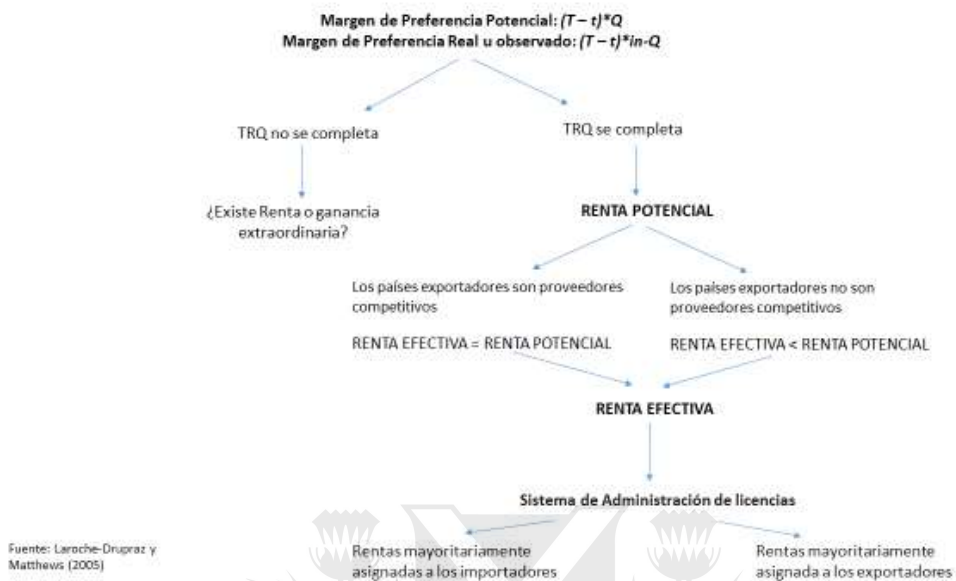 Margen de Preferencia Potencial: (T – t)*Q
Margen de Preferencia Real u observado: (T – t)*in-Q
TRQ no se completa
TRQ se completa
¿Existe Renta o ganancia
extraordinaria?
RENTA POTENCIAL
Los países exportadores son proveedores
competitivos
RENTA EFECTIVA = RENTA POTENCIAL
Los países exportadores no son
proveedores competitivos
RENTA EFECTIVA < RENTA POTENCIAL
RENTA EFECTIVA
Sistema de Administración de licencias
Rentas mayoritariamente
asignadas a los importadores
Rentas mayoritariamente
asignada a los exportadores
Fuente: Laroche-Drupraz y
Matthews (2005)